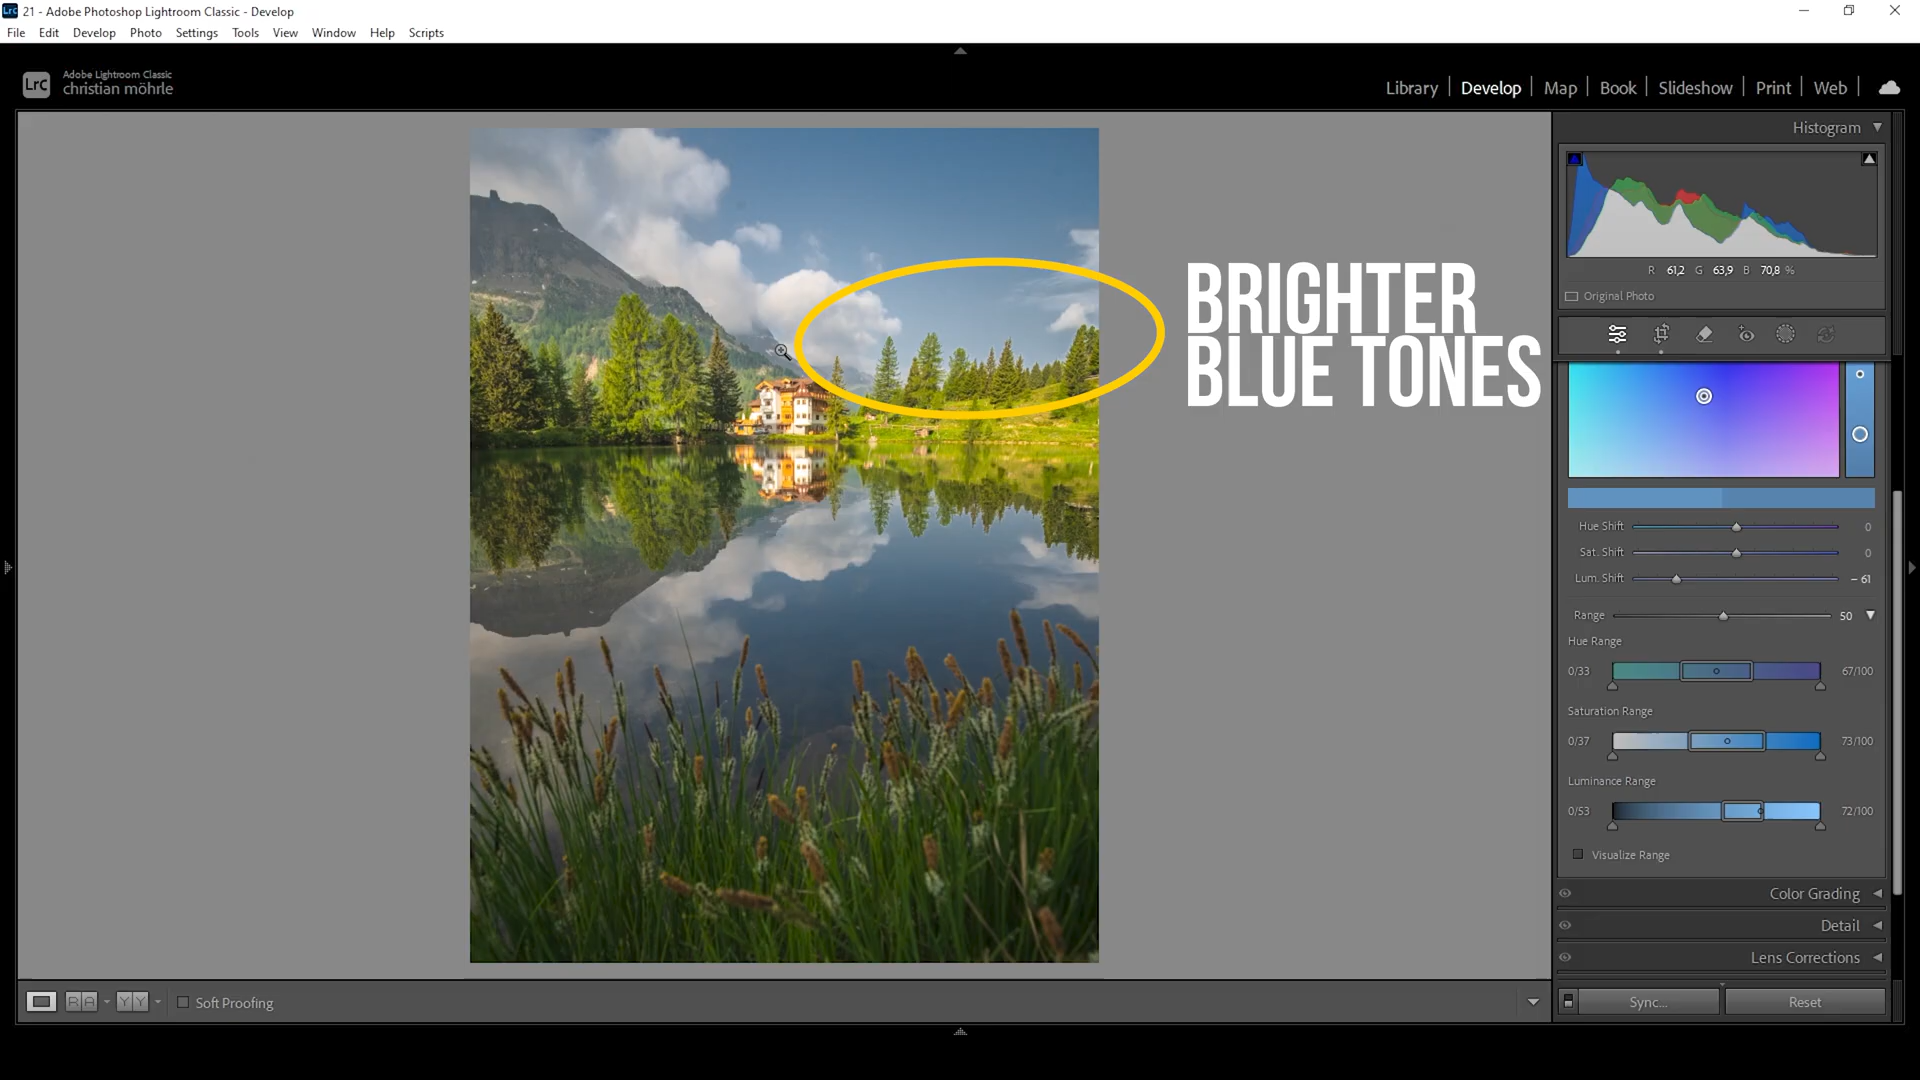 21 - Adobe Photoshop Lightroom Classic - Develop
File Edit Develop Photo Settings Tools View Window Help Scripts
LrC
Adobe Lightroom Classic
christian möhrle
Library | Develop | Map | Book | Slideshow | Print | Web |
Histogram
R 61,2 G 63,9 B 70,8 %
Original Photo
BRIGHTER
BLUE TONES
Hue Shift 0
Sat. Shift 0
Lum. Shift – 61
Range 50
Hue Range
0/33 67/100
Saturation Range
0/37 73/100
Luminance Range
0/53 72/100
Visualize Range
Color Grading
Detail
Lens Corrections
R A Y Y Soft Proofing
Sync... Reset